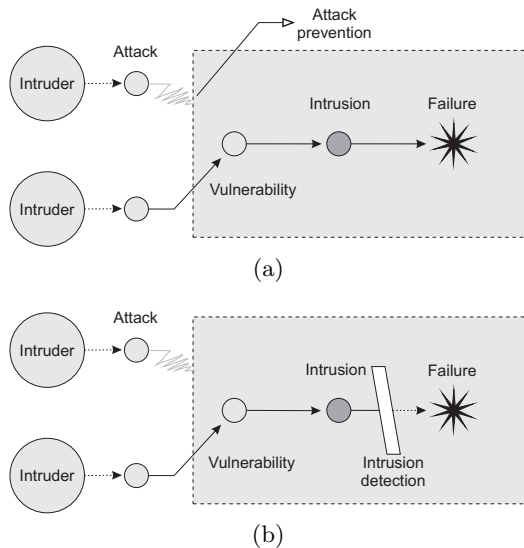 Attack
prevention
Attack
Intruder
Intrusion
Failure
Intruder
Vulnerability
(a)
Attack
Intruder
Intrusion
Failure
Intruder
Vulnerability
Intrusion
detection
(b)